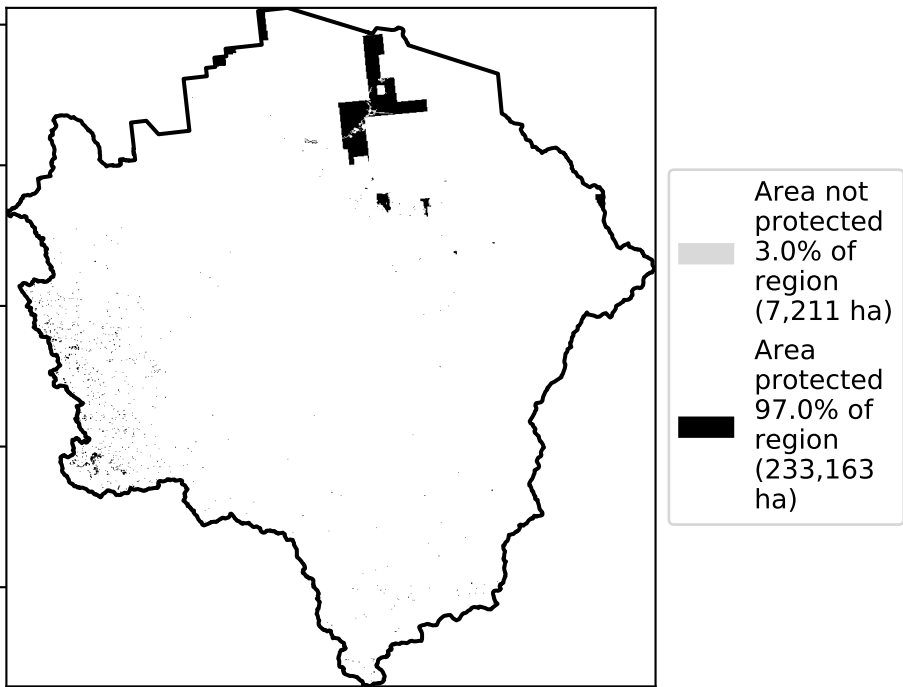 Area not
protected
3.0% of
region
(7,211 ha)
Area
protected
97.0% of
region
(233,163
ha)